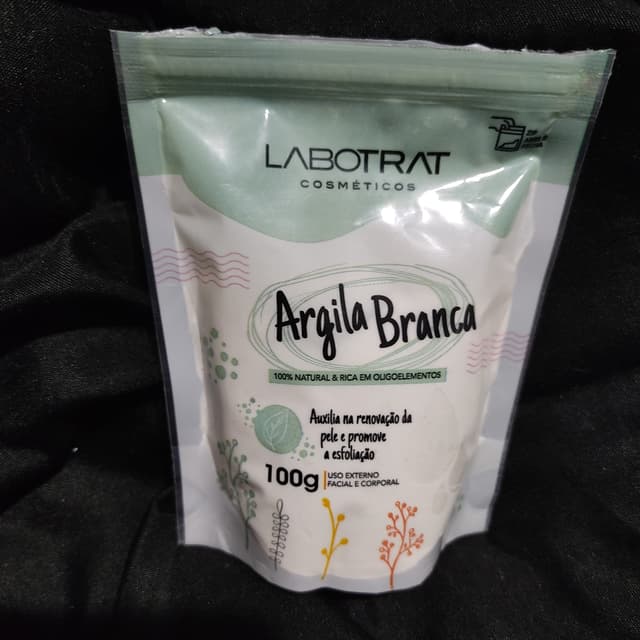 LABOTRAT
COSMÉTICOS
Argila Branca
100% NATURAL & RICA EM OLIGOELEMENTOS
Auxilia na renovação da
pele e promove
a esfoliação
100g
USO EXTERNO
FACIAL E CORPORAL